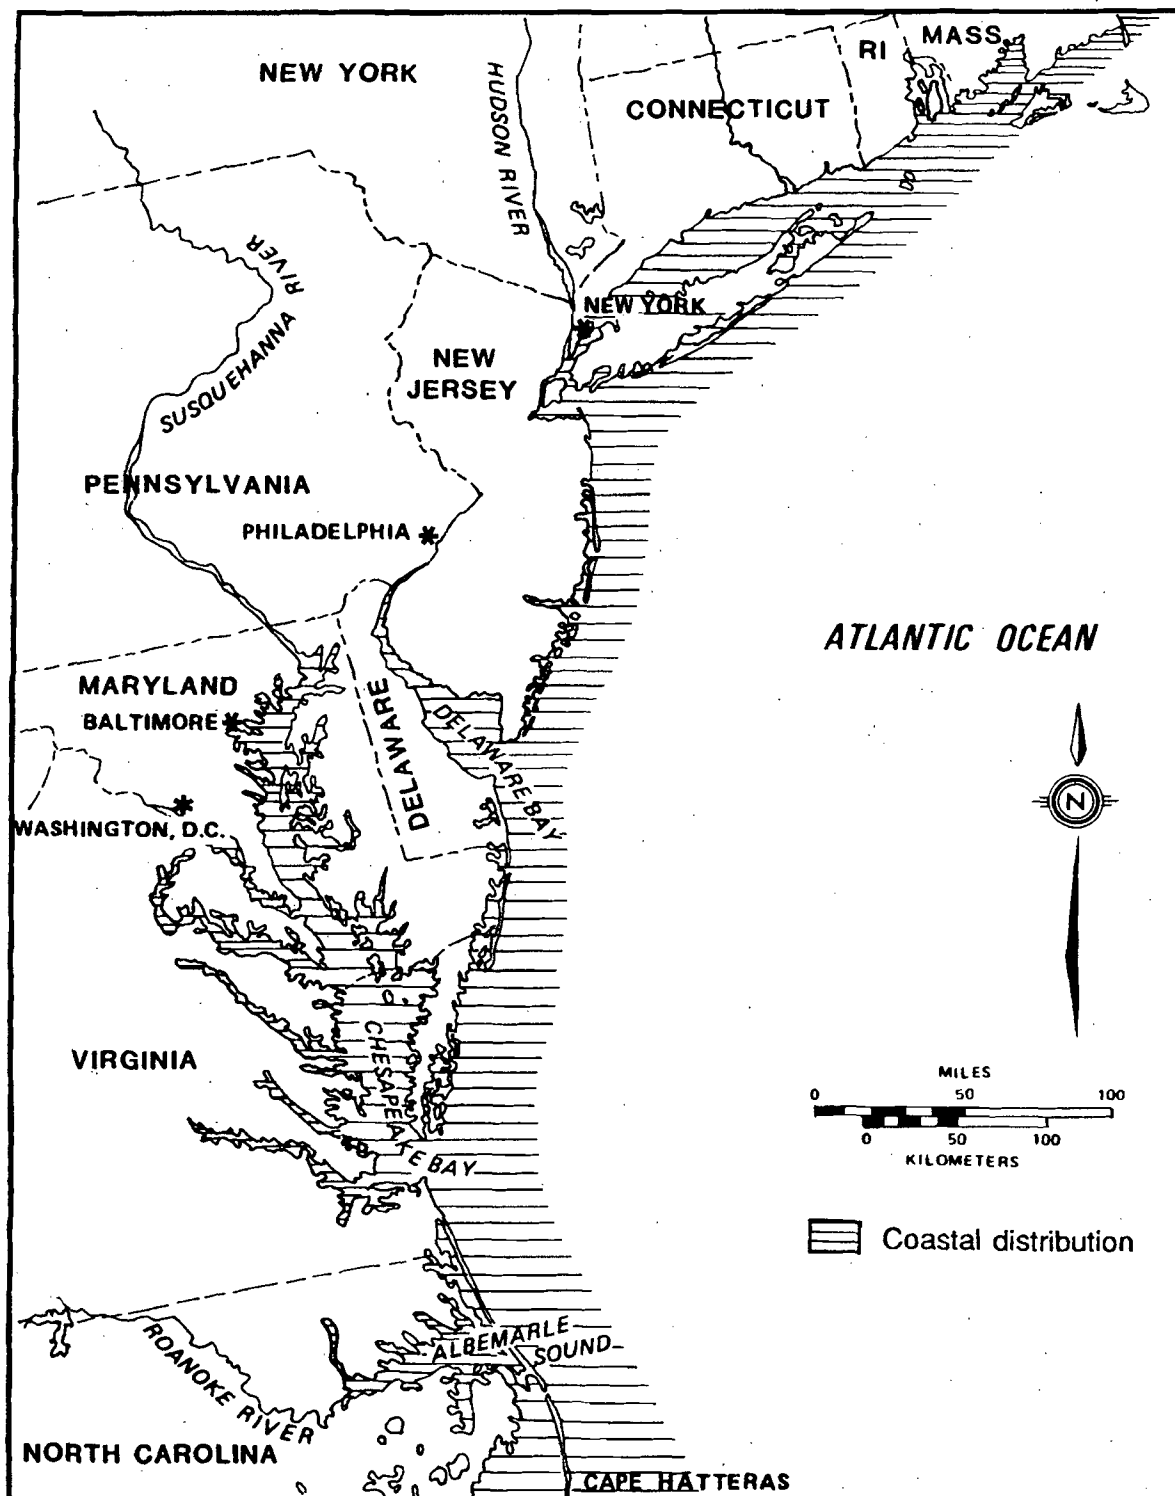 MASS.
RI
NEW YORK
HUDSON RIVER
CONNECTICUT
RIVER
SUSQUEHANNA
NEW YORK
NEW
JERSEY
PENNSYLVANIA
PHILADELPHIA
ATLANTIC OCEAN
MARYLAND
BALTIMORE
DELAWARE
DELAWARE BAY
N
WASHINGTON, D.C.
VIRGINIA
CHESAPEAKE BAY
MILES
0 50 100
0 50 100
KILOMETERS
Coastal distribution
ALBEMARLE
SOUND
ROANOKE RIVER
NORTH CAROLINA
CAPE HATTERAS